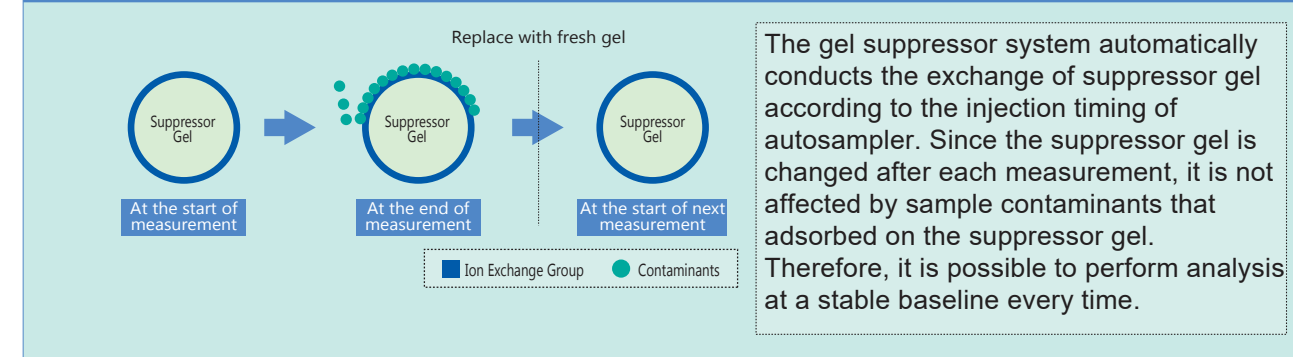 Replace with fresh gel
Suppressor
Gel
Suppressor
Gel
Suppressor
Gel
At the start of
measurement
At the end of
measurement
At the start of next
measurement
Ion Exchange Group
Contaminants
The gel suppressor system automatically
conducts the exchange of suppressor gel
according to the injection timing of
autosampler. Since the suppressor gel is
changed after each measurement, it is not
affected by sample contaminants that
adsorbed on the suppressor gel.
Therefore, it is possible to perform analysis
at a stable baseline every time.